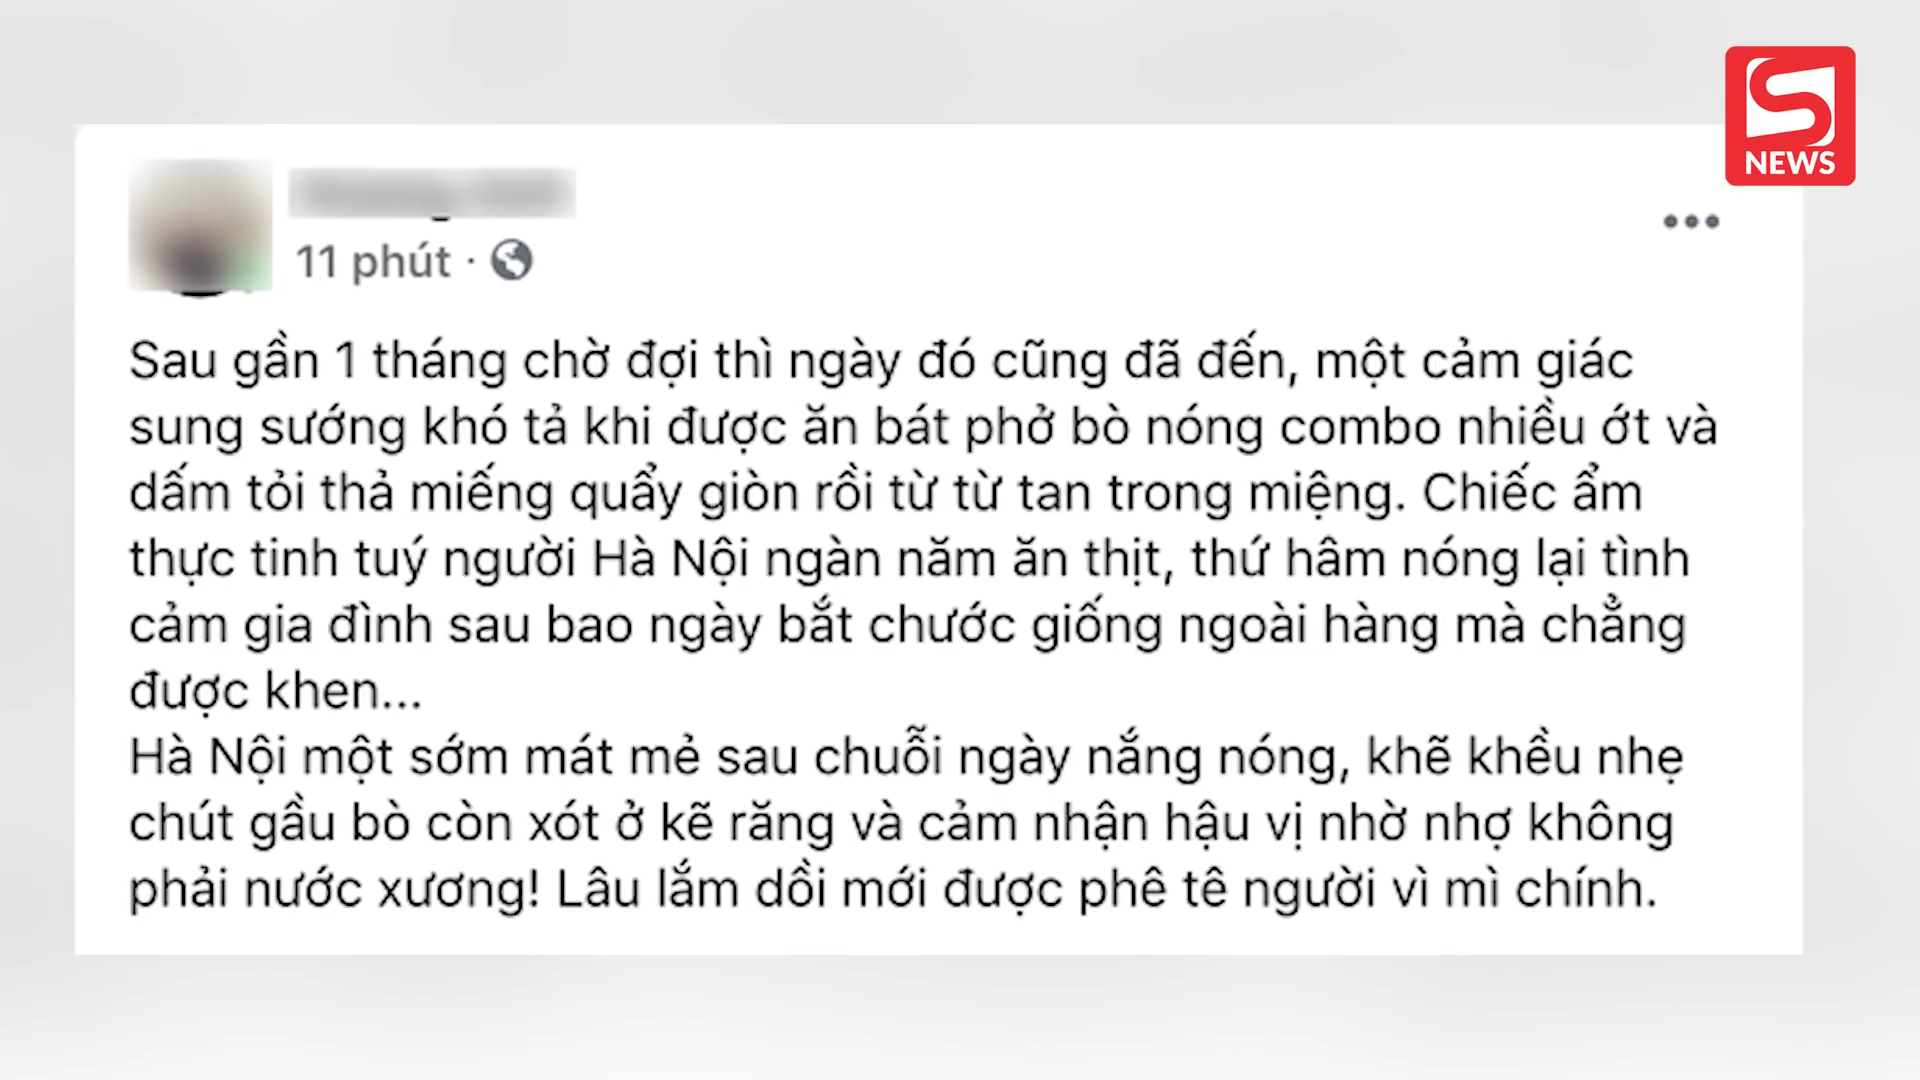 S
NEWS
11 phút ·
Sau gần 1 tháng chờ đợi thì ngày đó cũng đã đến, một cảm giác
sung sướng khó tả khi được ăn bát phở bò nóng combo nhiều ớt và
dấm tỏi thả miếng quẩy giòn rồi từ từ tan trong miệng. Chiếc ẩm
thực tinh tuý người Hà Nội ngàn năm ăn thịt, thứ hâm nóng lại tình
cảm gia đình sau bao ngày bắt chước giống ngoài hàng mà chẳng
được khen...
Hà Nội một sớm mát mẻ sau chuỗi ngày nắng nóng, khẽ khều nhẹ
chút gầu bò còn xót ở kẽ răng và cảm nhận hậu vị nhờ nhợ không
phải nước xương! Lâu lắm dồi mới được phê tê người vì mì chính.